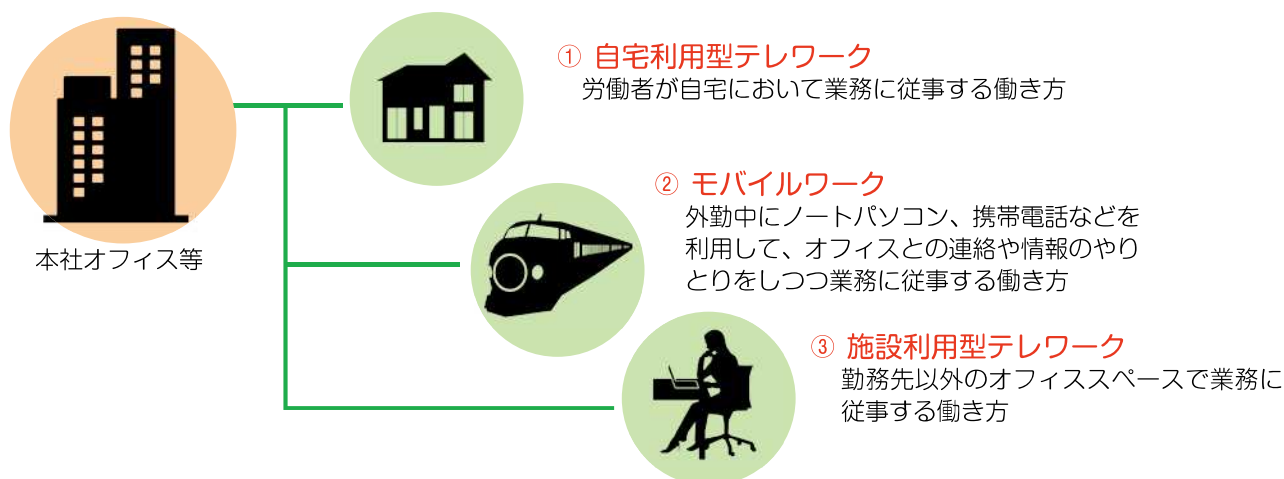 ① 自宅利用型テレワーク
労働者が自宅において業務に従事する働き方
② モバイルワーク
外勤中にノートパソコン、携帯電話などを
利用して、オフィスとの連絡や情報のやり
とりをしつつ業務に従事する働き方
本社オフィス等
③ 施設利用型テレワーク
勤務先以外のオフィススペースで業務に
従事する働き方